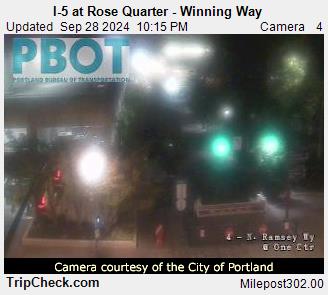 I-5 at Rose Quarter - Winning Way
Updated Sep 28 2024 10:15 PM Camera 4
PBOT
PORTLAND BUREAU OF TRANSPORTATION
4 - N. Ramsey Wy
@ One Ctr
Camera courtesy of the City of Portland
TripCheck.com Milepost302.00